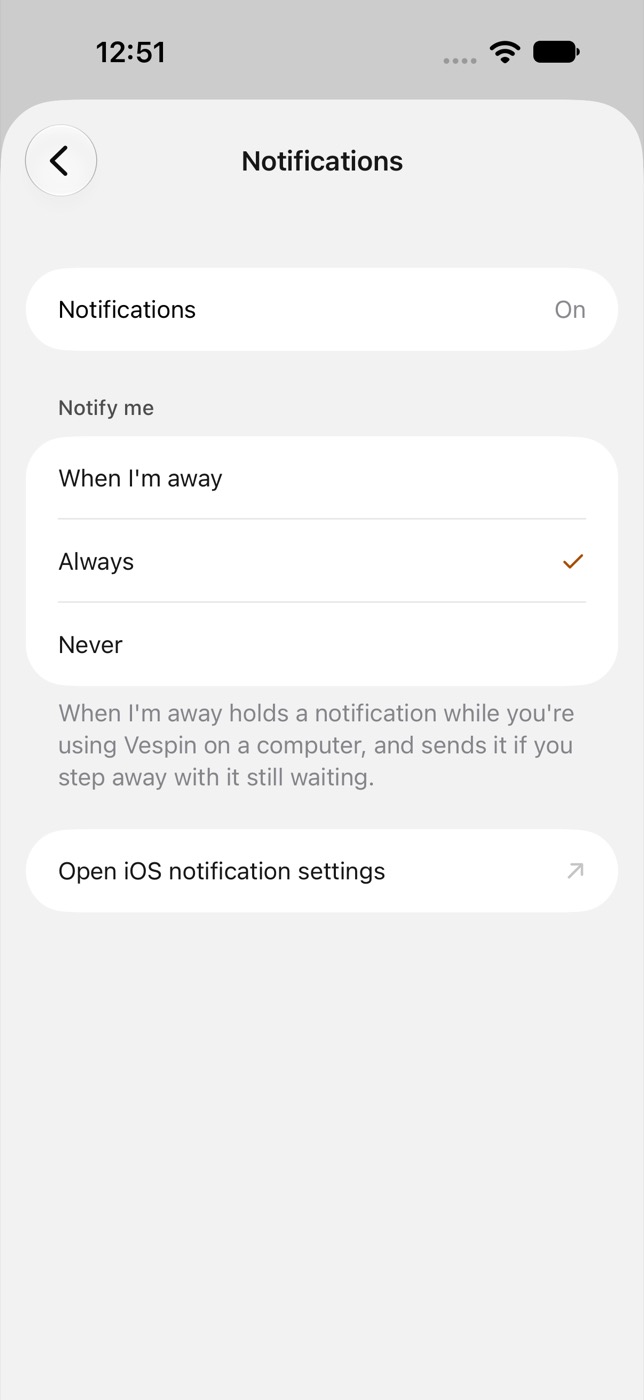 12:51
Notifications
Notifications On
Notify me
When I'm away
Always
Never
When I'm away holds a notification while you're
using Vespin on a computer, and sends it if you
step away with it still waiting.
Open iOS notification settings